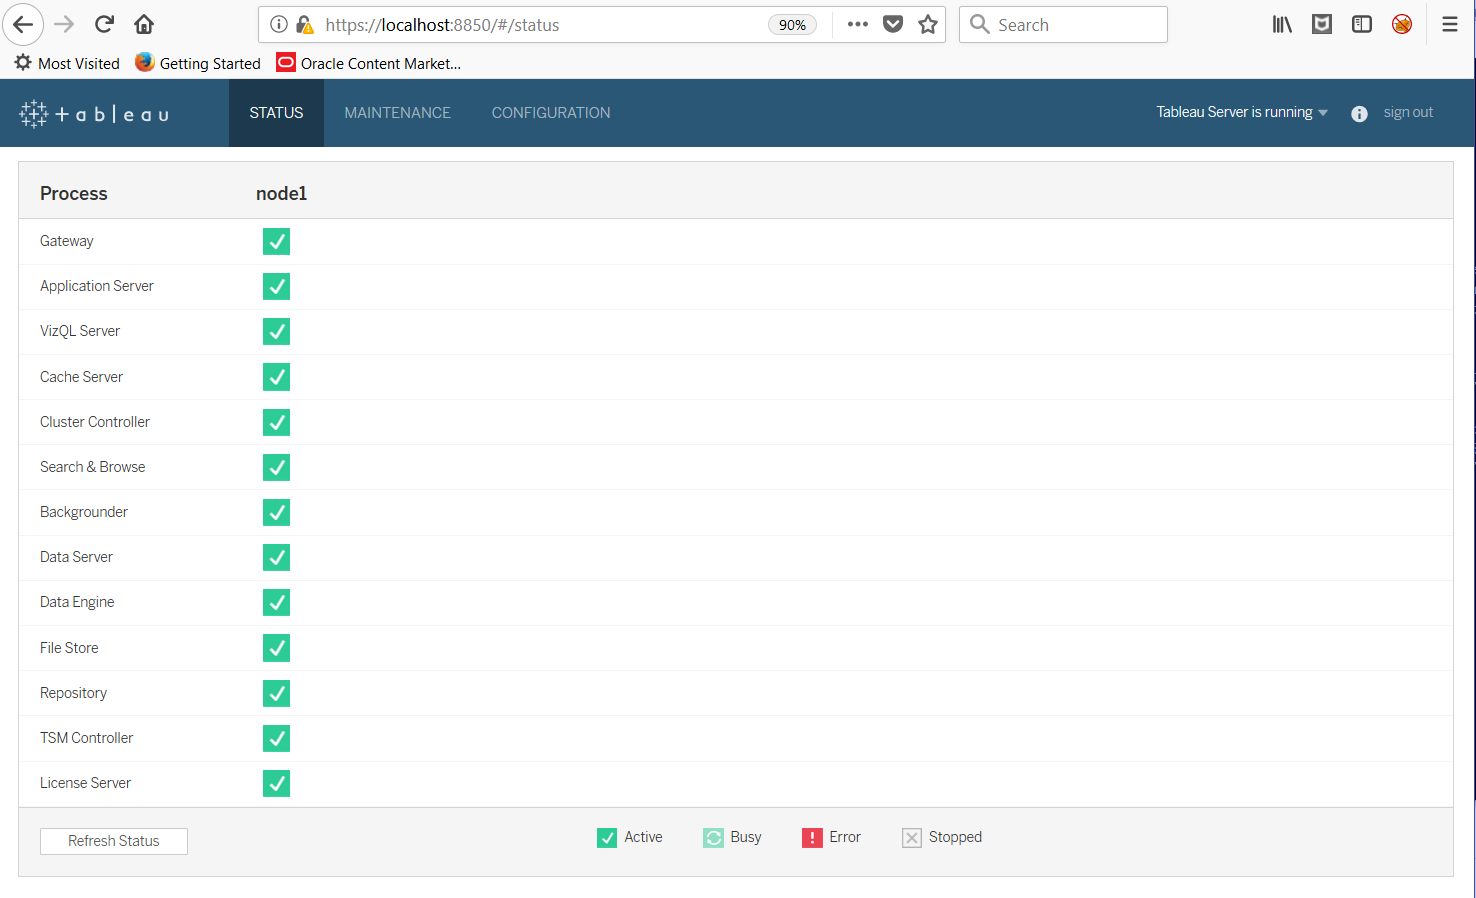 https://localhost:8850/#/status 90% Search
Most Visited Getting Started Oracle Content Market...
+ a b l e a u STATUS MAINTENANCE CONFIGURATION Tableau Server is running sign out
Process node1
Gateway
Application Server
VizQL Server
Cache Server
Cluster Controller
Search & Browse
Backgrounder
Data Server
Data Engine
File Store
Repository
TSM Controller
License Server
Refresh Status Active Busy Error Stopped